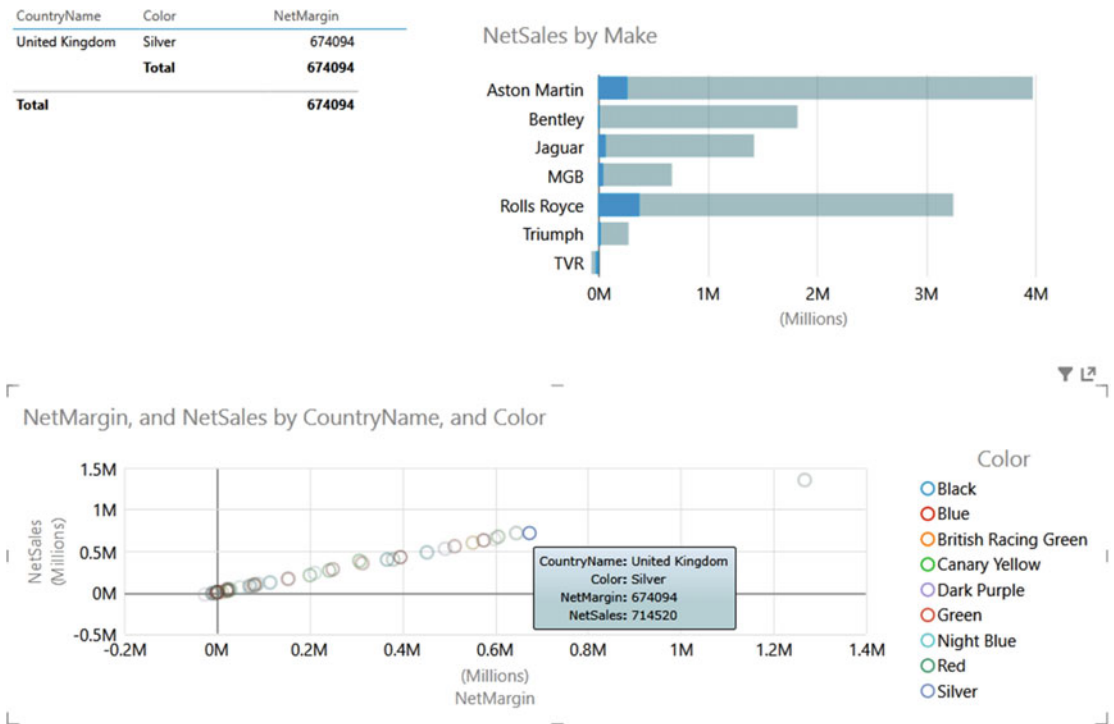 CountryName Color NetMargin
United Kingdom Silver 674094
Total 674094
Total 674094
NetSales by Make
Aston Martin
Bentley
Jaguar
MGB
Rolls Royce
Triumph
TVR
0M 1M 2M 3M 4M
(Millions)
NetMargin, and NetSales by CountryName, and Color
NetSales
(Millions)
1.5M
1M
0.5M
0M
-0.5M
-0.2M 0M 0.2M 0.4M 0.6M 0.8M 1M 1.2M 1.4M
(Millions)
NetMargin
CountryName: United Kingdom
Color: Silver
NetMargin: 674094
NetSales: 714520
Color
Black
Blue
British Racing Green
Canary Yellow
Dark Purple
Green
Night Blue
Red
Silver